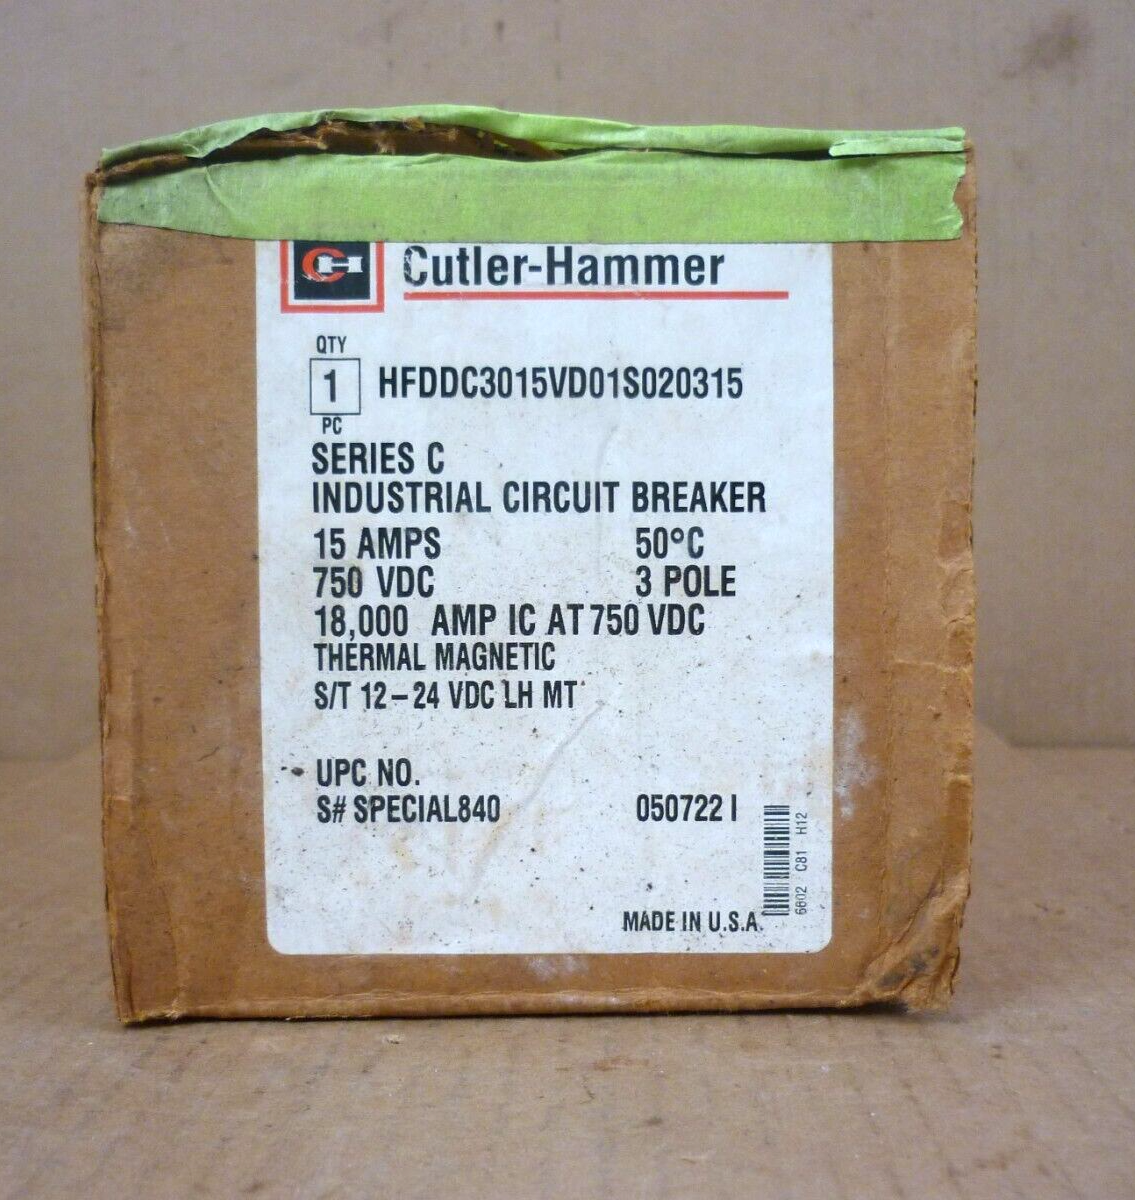 CH Cutler-Hammer
QTY
1 HFDDC3015VD01S020315
PC
SERIES C
INDUSTRIAL CIRCUIT BREAKER
15 AMPS 50°C
750 VDC 3 POLE
18,000 AMP IC AT 750 VDC
THERMAL MAGNETIC
S/T 12-24 VDC LH MT
UPC NO.
S# SPECIAL840 050722 I
6602 C81 H12
MADE IN U.S.A.